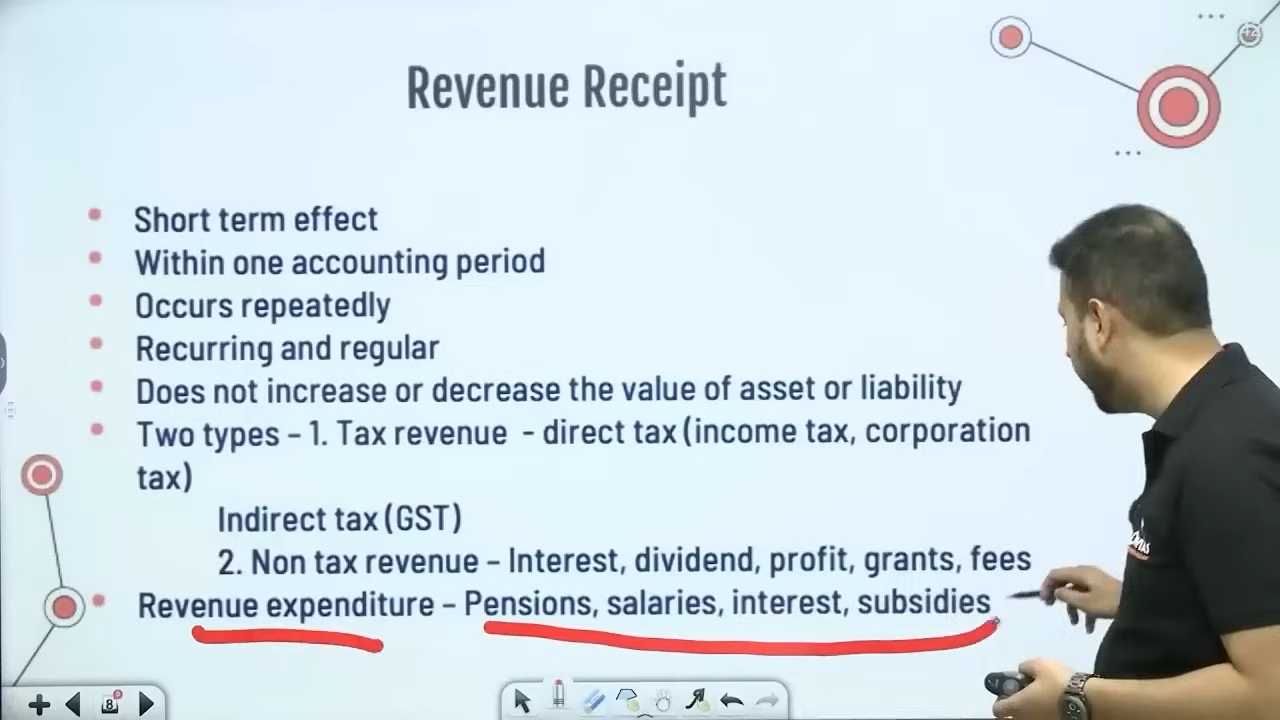 Revenue Receipt
Short term effect
Within one accounting period
Occurs repeatedly
Recurring and regular
Does not increase or decrease the value of asset or liability
Two types – 1. Tax revenue - direct tax (income tax, corporation
tax)
Indirect tax (GST)
2. Non tax revenue – Interest, dividend, profit, grants, fees
Revenue expenditure – Pensions, salaries, interest, subsidies
8